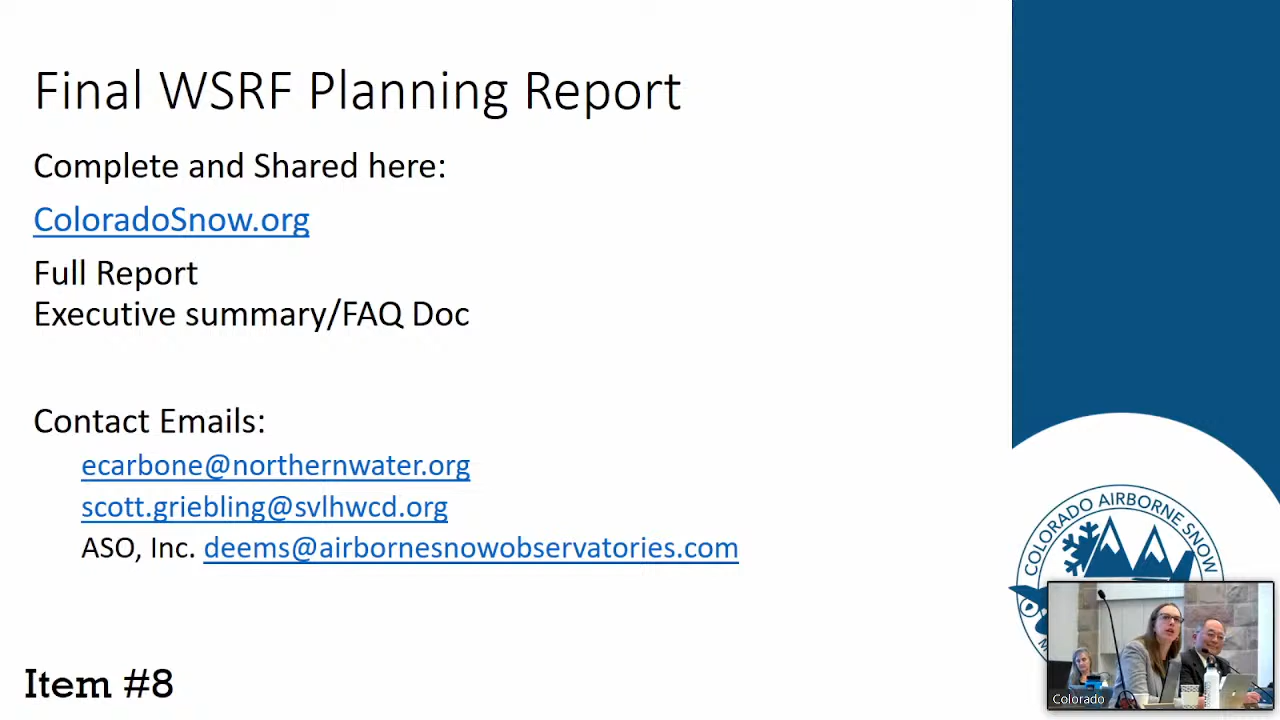 Final WSRF Planning Report
Complete and Shared here:
ColoradoSnow.org
Full Report
Executive summary/FAQ Doc
Contact Emails:
ecarbone@northernwater.org
scott.griebling@svlhwcd.org
ASO, Inc. deems@airbornesnowobservatories.com
COLORADO AIRBORNE SNOW
Colorado
Item #8